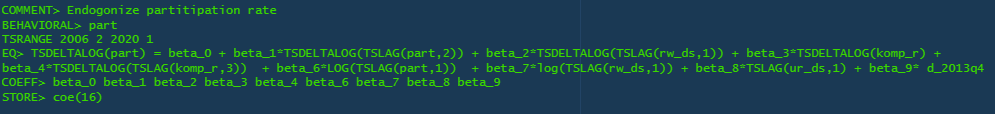 COMMENT> Endogonize partitipation rate
BEHAVIORAL> part
TSRANGE 2006 2 2020 1
EQ> TSDELTALOG(part) = beta_0 + beta_1*TSDELTALOG(TSLAG(part,2)) + beta_2*TSDELTALOG(TSLAG(rw_ds,1)) + beta_3*TSDELTALOG(komp_r) +
beta_4*TSDELTALOG(TSLAG(komp_r,3))  + beta_6*LOG(TSLAG(part,1))  + beta_7*log(TSLAG(rw_ds,1)) + beta_8*TSLAG(ur_ds,1) + beta_9* d_2013q4
COEFF> beta_0 beta_1 beta_2 beta_3 beta_4 beta_6 beta_7 beta_8 beta_9
STORE> coe(16)